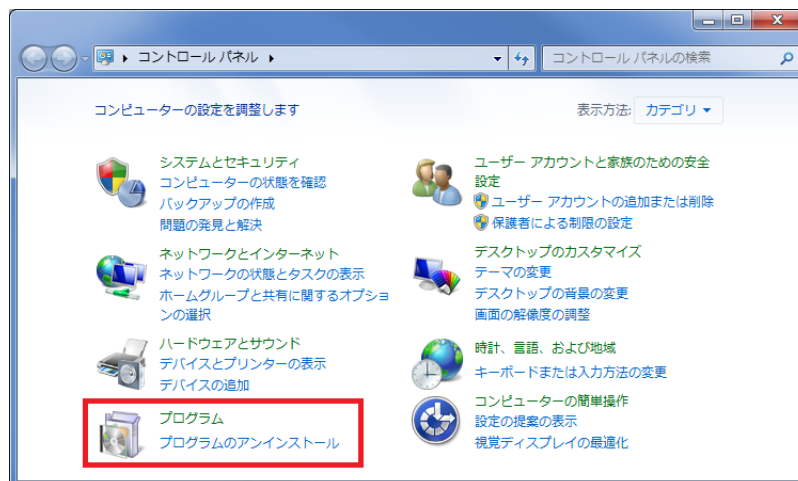 コントロール パネル
コントロール パネルの検索
コンピューターの設定を調整します
表示方法: カテゴリ
システムとセキュリティ
コンピューターの状態を確認
バックアップの作成
問題の発見と解決
ネットワークとインターネット
ネットワークの状態とタスクの表示
ホームグループと共有に関するオプショ
ンの選択
ハードウェアとサウンド
デバイスとプリンターの表示
デバイスの追加
プログラム
プログラムのアンインストール
ユーザー アカウントと家族のための安全
設定
ユーザー アカウントの追加または削除
保護者による制限の設定
デスクトップのカスタマイズ
テーマの変更
デスクトップの背景の変更
画面の解像度の調整
時計、言語、および地域
キーボードまたは入力方法の変更
コンピューターの簡単操作
設定の提案の表示
視覚ディスプレイの最適化